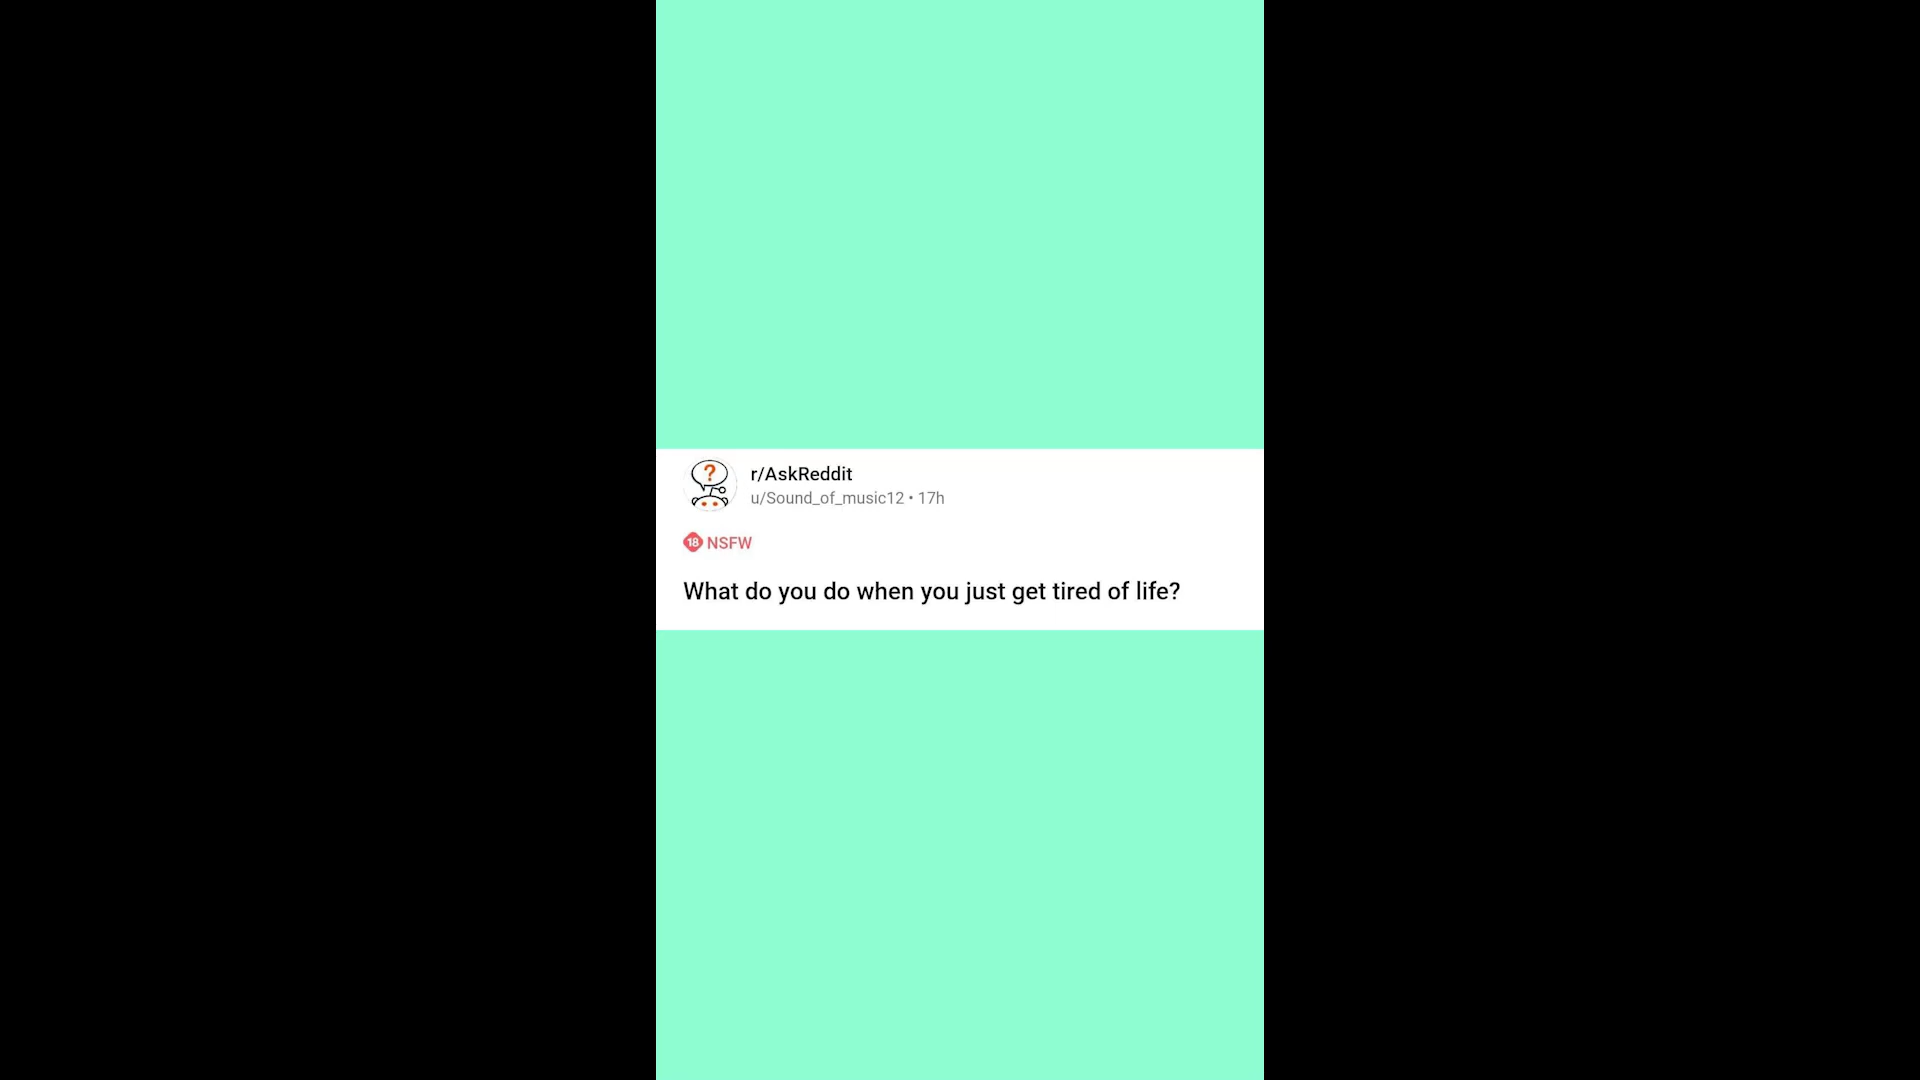 ?
r/AskReddit
u/Sound_of_music12 • 17h
18 NSFW
What do you do when you just get tired of life?